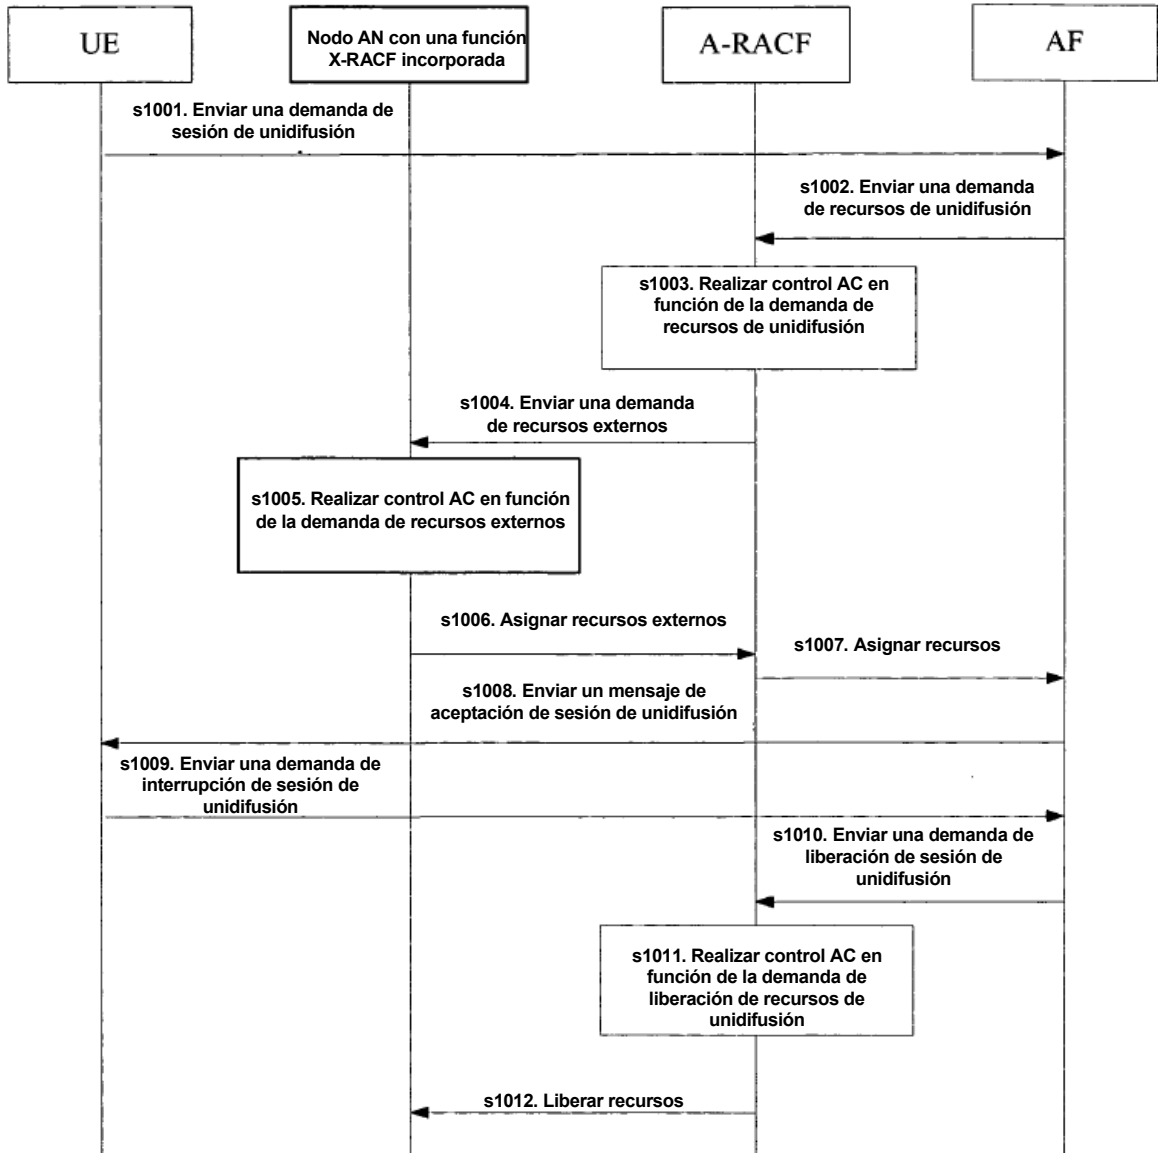 UE
Nodo AN con una función
X-RACF incorporada
A-RACF
AF
s1001. Enviar una demanda de
sesión de unidifusión
s1002. Enviar una demanda
de recursos de unidifusión
s1003. Realizar control AC en
función de la demanda de
recursos de unidifusión
s1004. Enviar una demanda
de recursos externos
s1005. Realizar control AC en función
de la demanda de recursos externos
s1006. Asignar recursos externos
s1007. Asignar recursos
s1008. Enviar un mensaje de
aceptación de sesión de unidifusión
s1009. Enviar una demanda de
interrupción de sesión de
unidifusión
s1010. Enviar una demanda de
liberación de sesión de
unidifusión
s1011. Realizar control AC en
función de la demanda de
liberación de recursos de
unidifusión
s1012. Liberar recursos